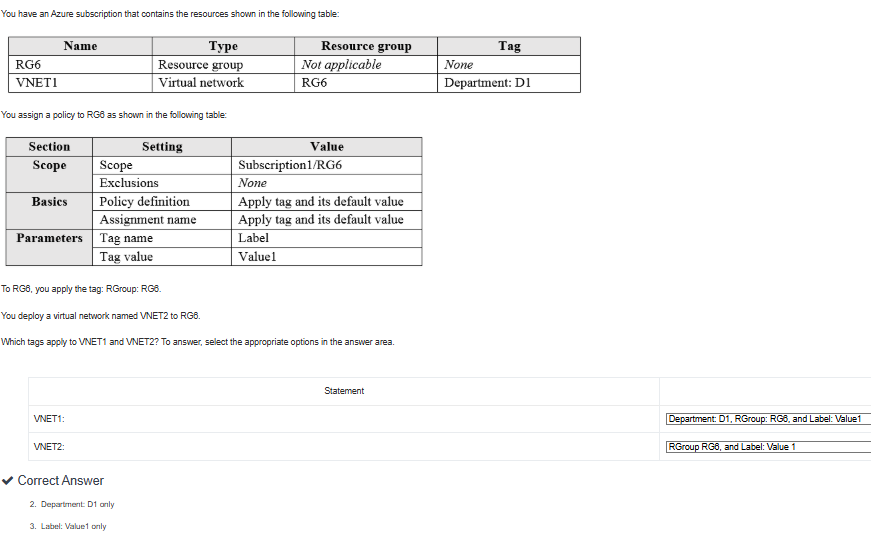 You have an Azure subscription that contains the resources shown in the following table:
Name Type Resource group Tag
RG6 Resource group Not applicable None
VNET1 Virtual network RG6 Department: D1
You assign a policy to RG6 as shown in the following table:
Section Setting Value
Scope Scope Subscription1/RG6
Exclusions None
Basics Policy definition Apply tag and its default value
Assignment name Apply tag and its default value
Parameters Tag name Label
Tag value Value1
To RG6, you apply the tag: RGroup: RG6.
You deploy a virtual network named VNET2 to RG6.
Which tags apply to VNET1 and VNET2? To answer, select the appropriate options in the answer area.
Statement
VNET1: Department: D1, RGroup: RG6, and Label: Value1
VNET2: RGroup RG6, and Label: Value 1
Correct Answer
2. Department: D1 only
3. Label: Value1 only